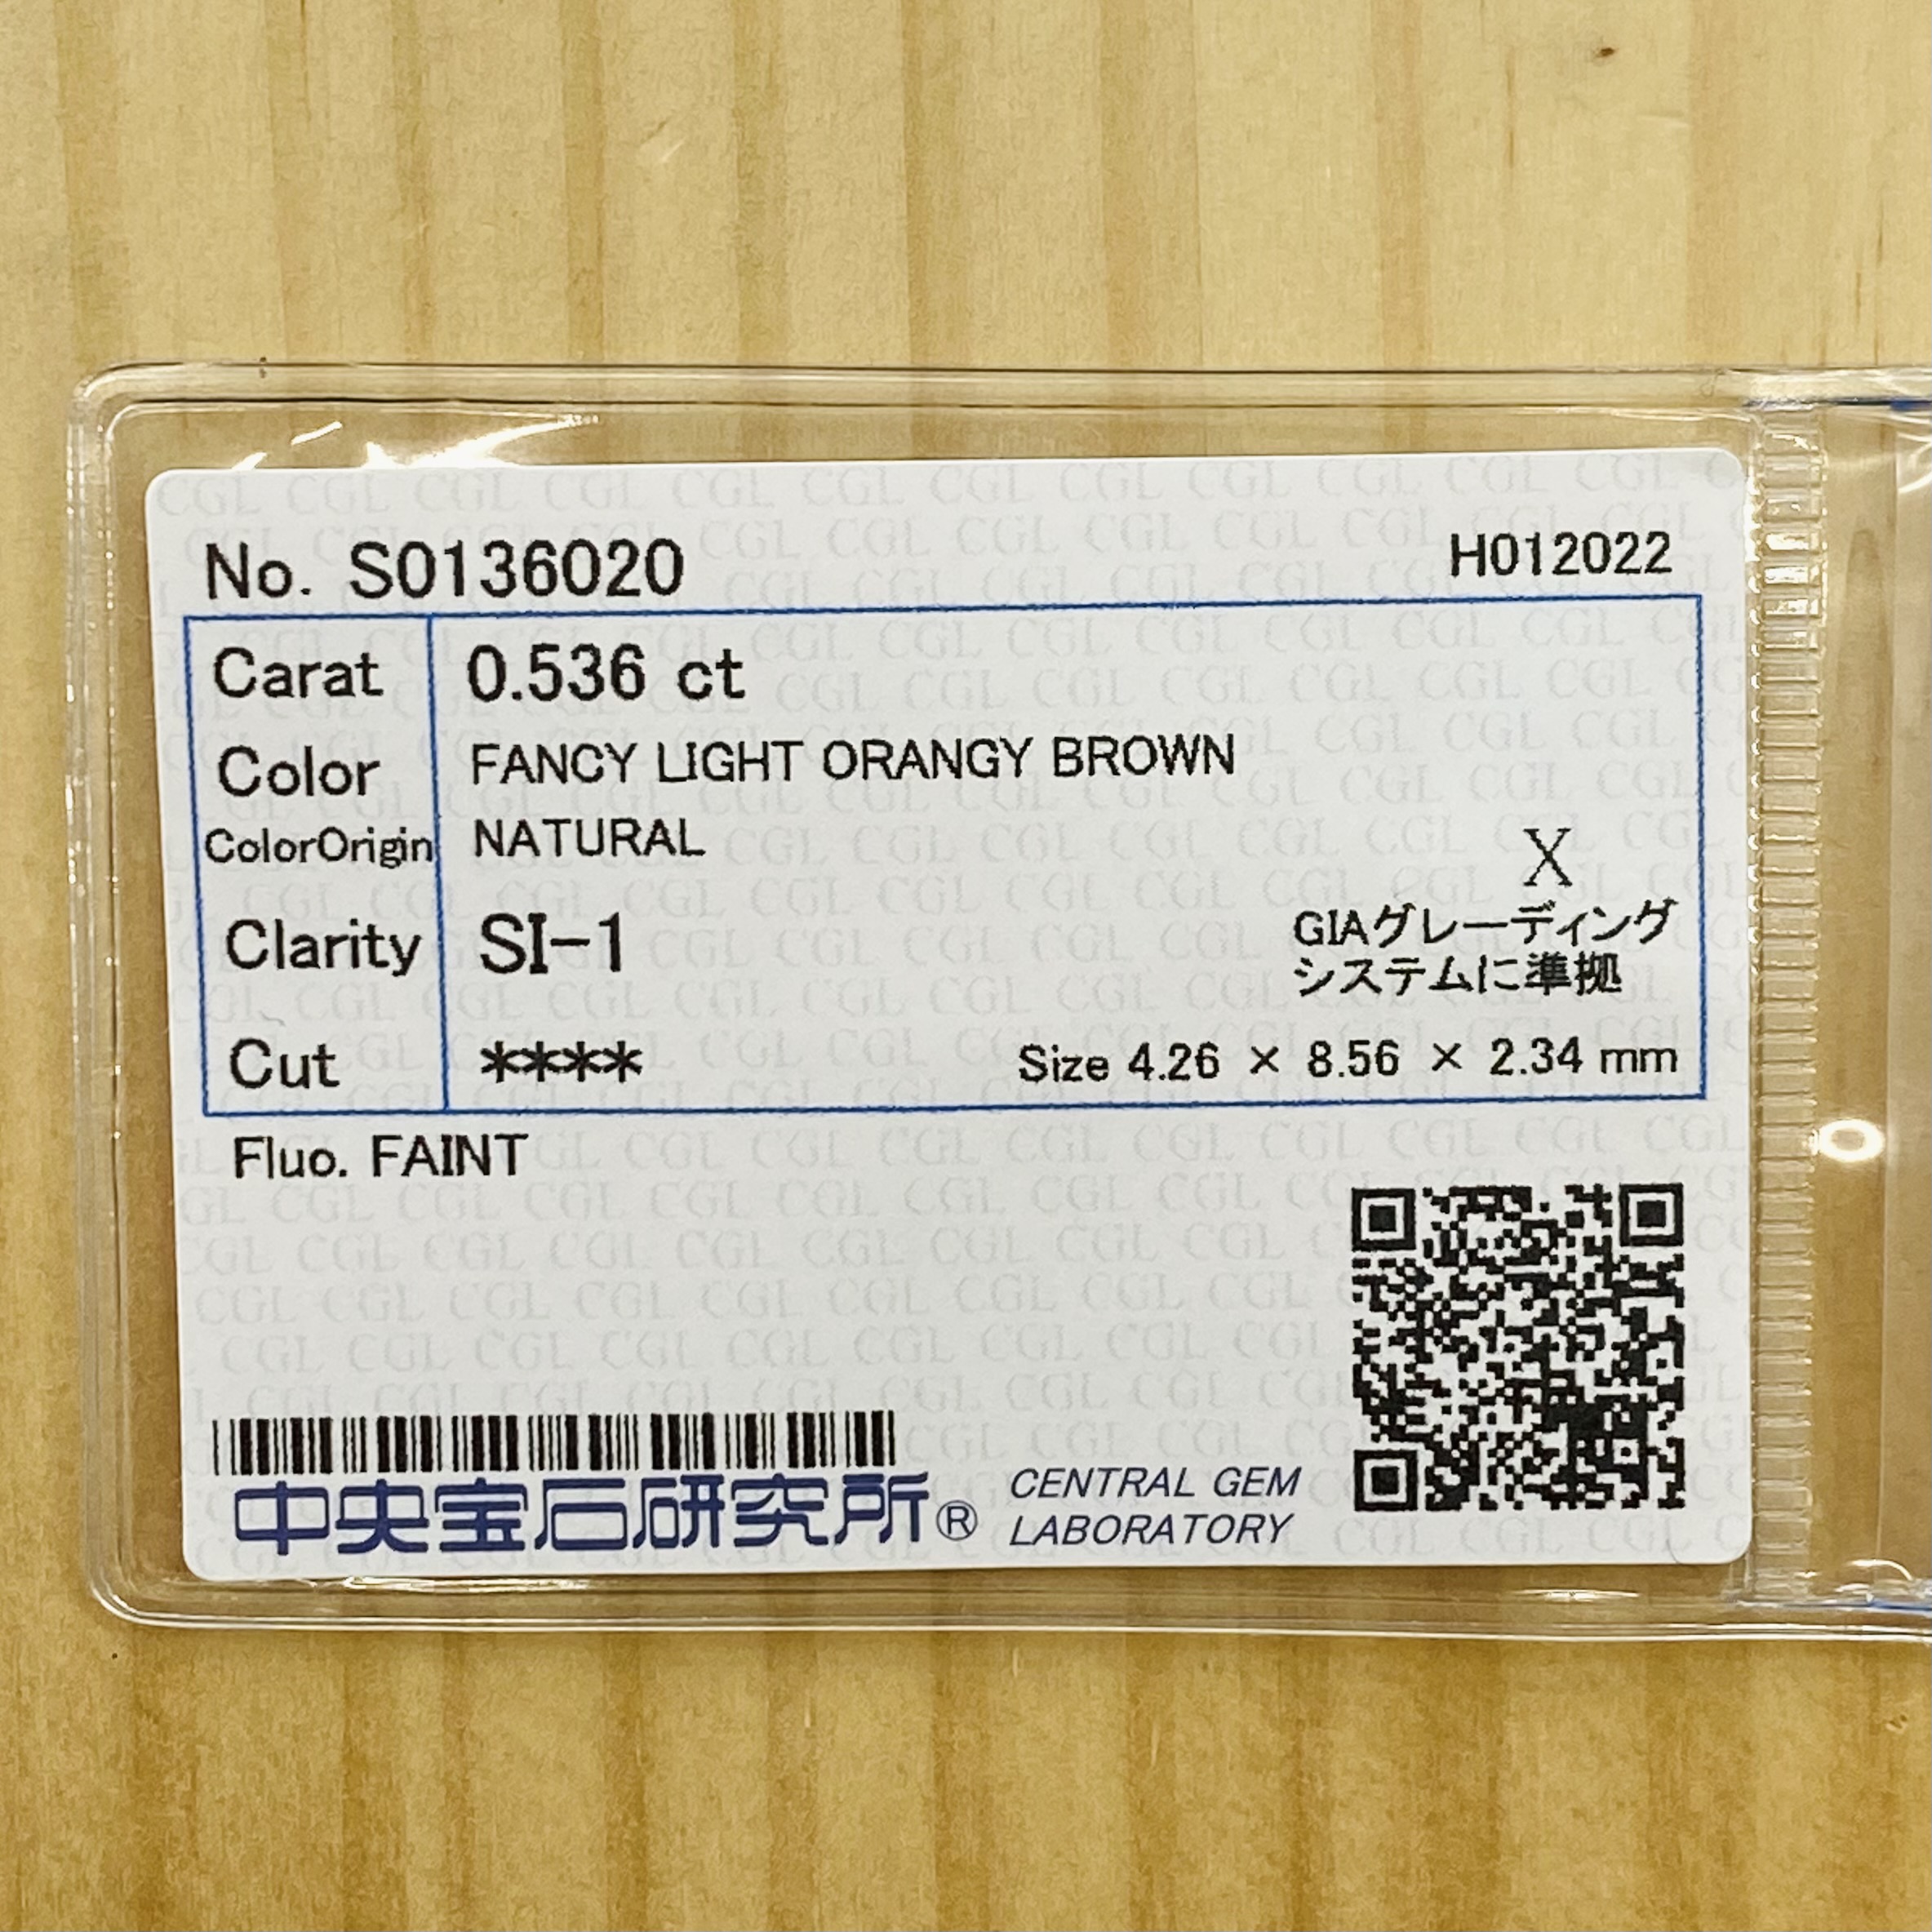 No. S0136020
H012022
Carat 0.536 ct
Color FANCY LIGHT ORANGY BROWN
ColorOrigin NATURAL
X
Clarity SI-1
GIAグレーディング
システムに準拠
Cut ****
Size 4.26 × 8.56 × 2.34 mm
Fluo. FAINT
中央宝石研究所®
CENTRAL GEM
LABORATORY